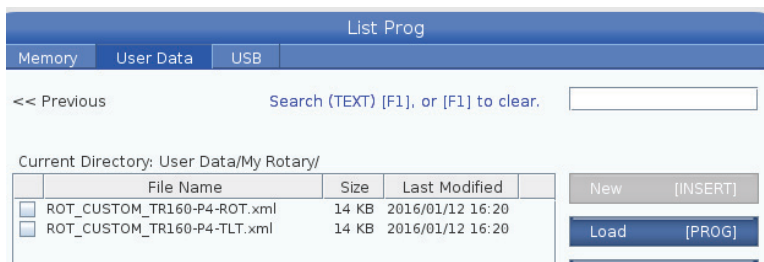 List Prog
Memory User Data USB
<< Previous Search (TEXT) [F1], or [F1] to clear.
Current Directory: User Data/My Rotary/
File Name Size Last Modified
New [INSERT]
ROT_CUSTOM_TR160-P4-ROT.xml 14 KB 2016/01/12 16:20
ROT_CUSTOM_TR160-P4-TLT.xml 14 KB 2016/01/12 16:20
Load [PROG]